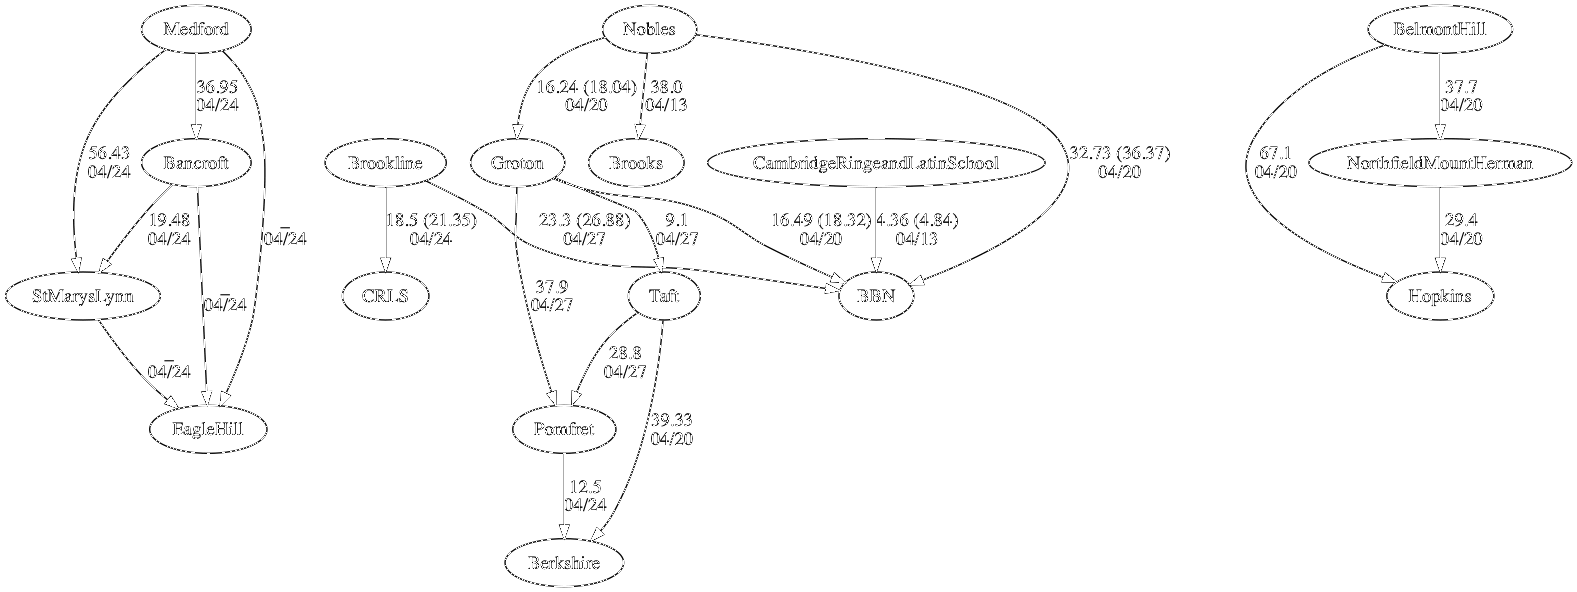 Medford
Nobles
BelmontHill
36.95
04/24
16.24 (18.04)
04/20
38.0
04/13
37.7
04/20
56.43
04/24
Bancroft
Brookline
Groton
Brooks
CambridgeRingeandLatinSchool
32.73 (36.37)
04/20
67.1
04/20
NorthfieldMountHerman
19.48
04/24
–
04/24
18.5 (21.35)
04/24
23.3 (26.88)
04/27
9.1
04/27
16.49 (18.32)
04/20
4.36 (4.84)
04/13
29.4
04/20
StMarysLynn
–
04/24
CRLS
37.9
04/27
Taft
BBN
Hopkins
–
04/24
28.8
04/27
EagleHill
Pomfret
39.33
04/20
12.5
04/24
Berkshire